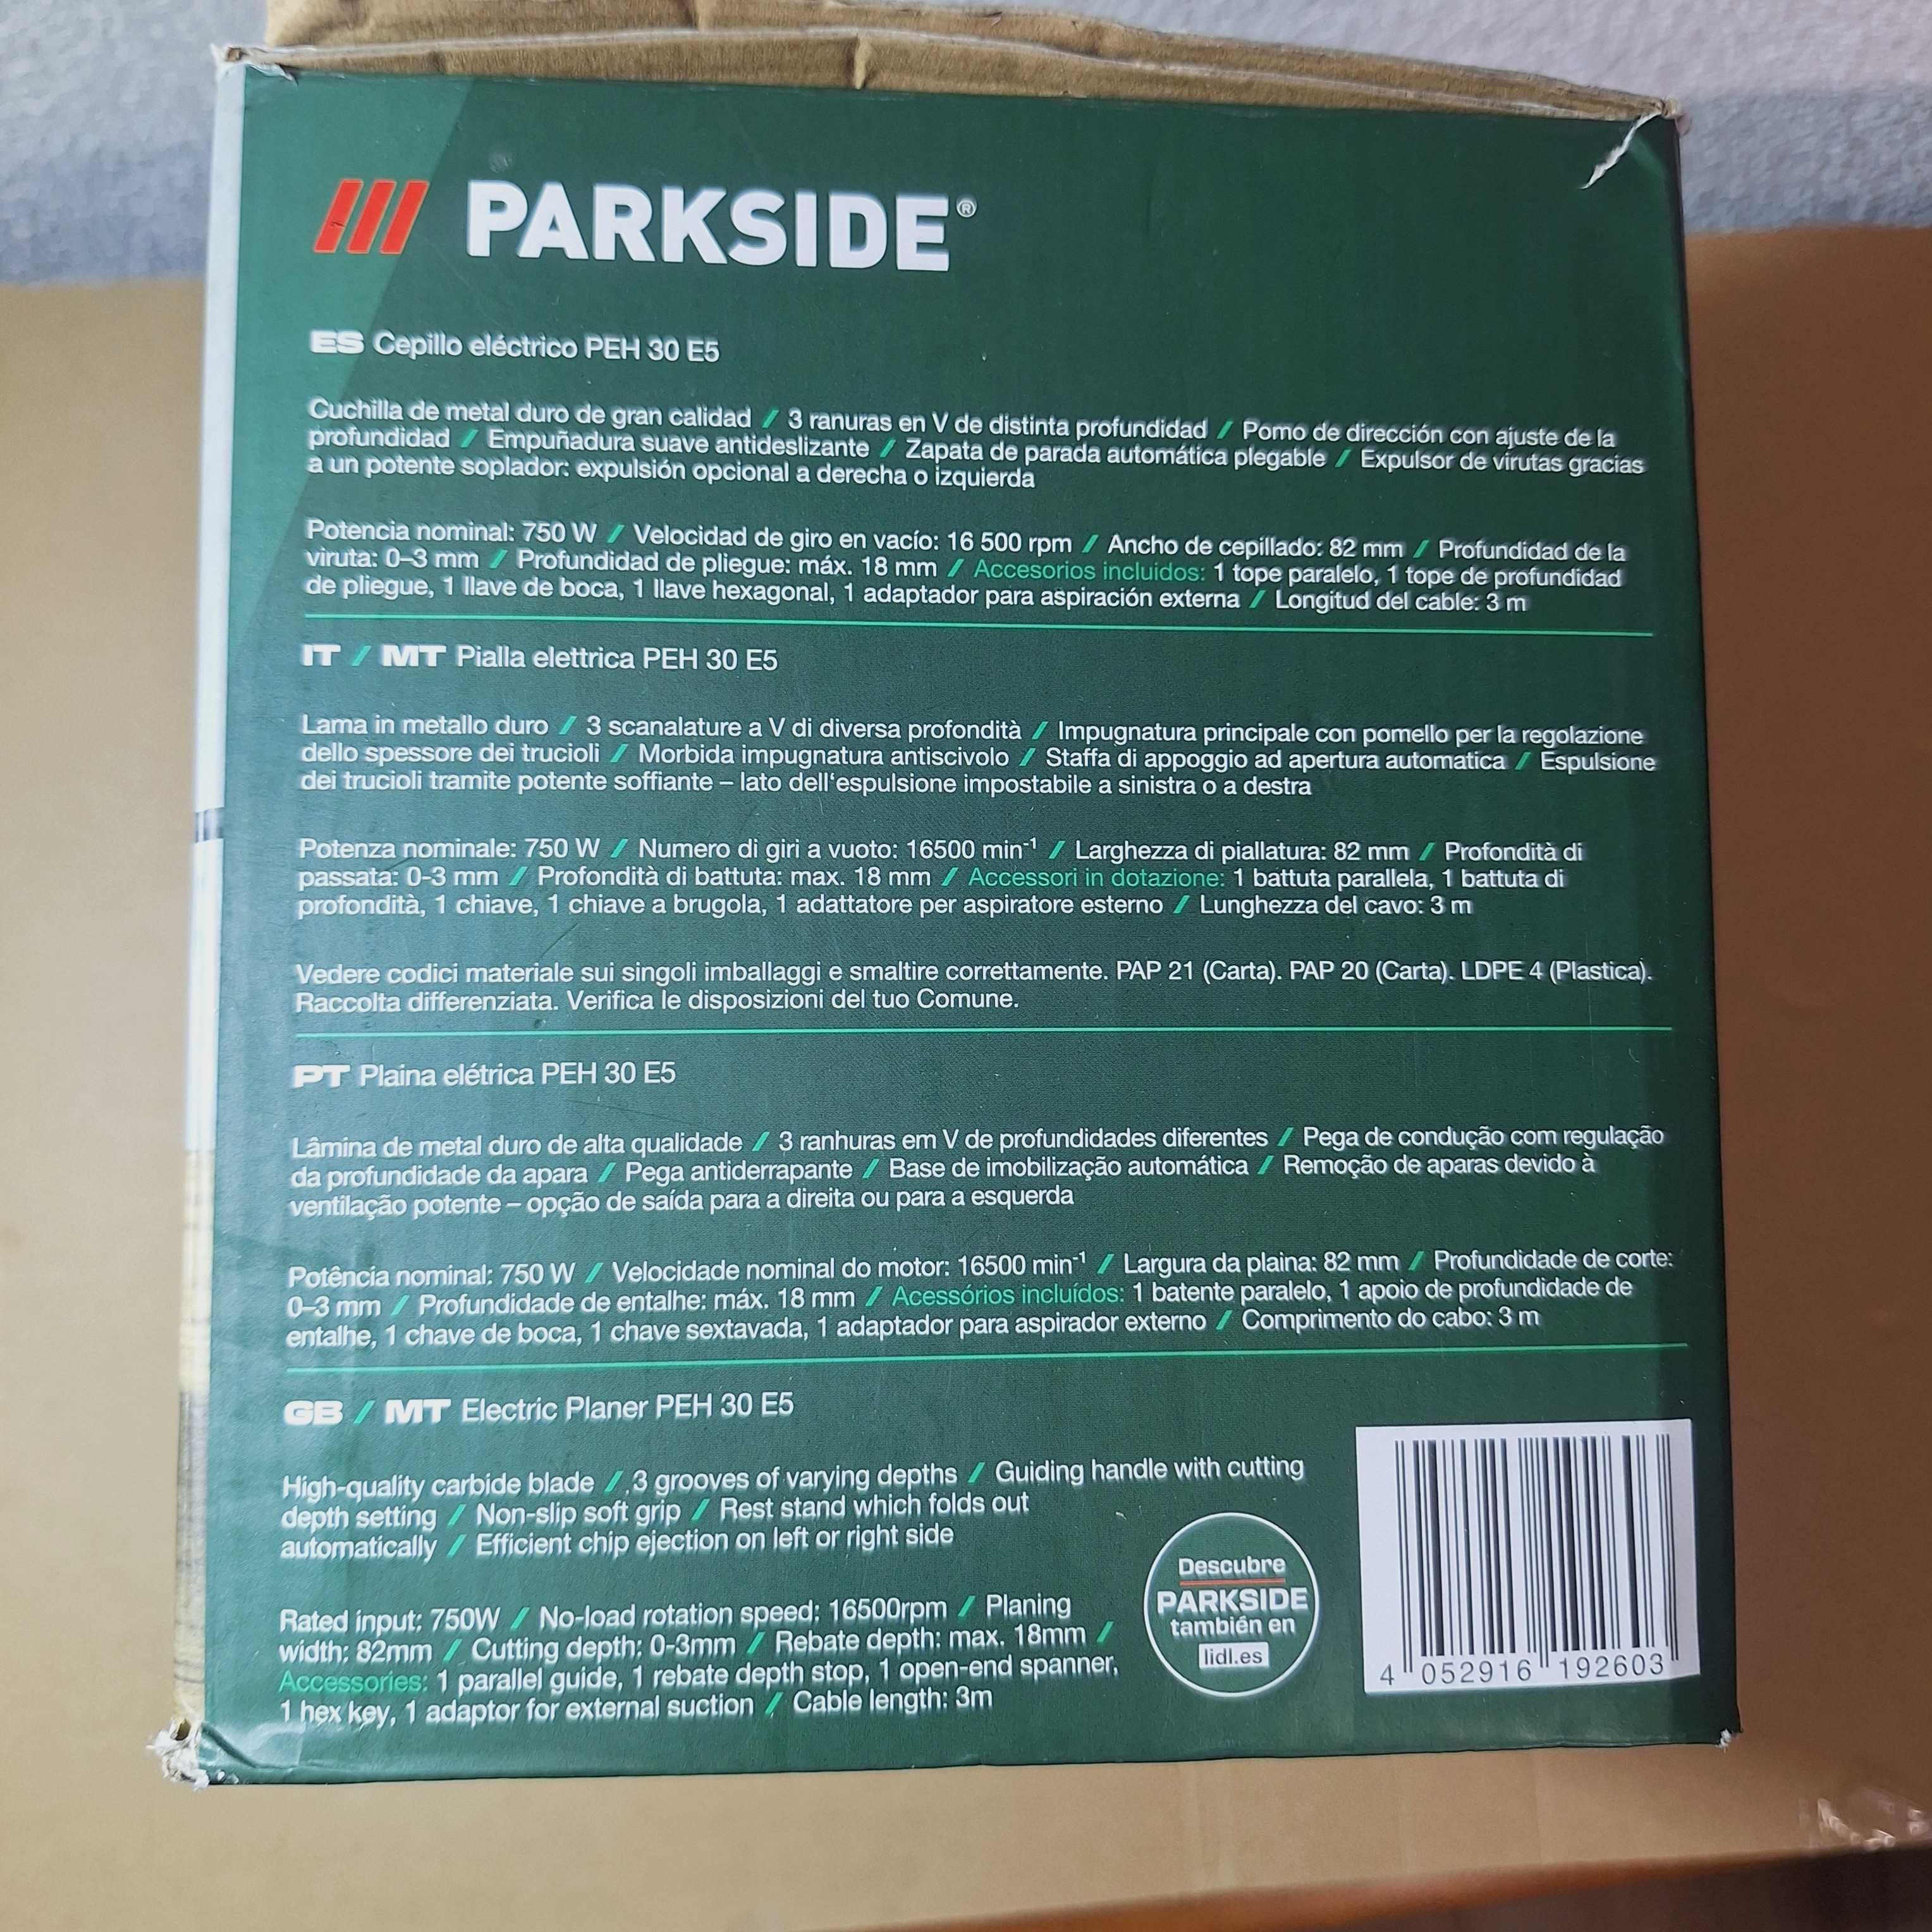 PARKSIDE®
ES Cepillo eléctrico PEH 30 E5
Cuchilla de metal duro de gran calidad / 3 ranuras en V de distinta profundidad / Pomo de dirección con ajuste de la
profundidad / Empuñadura suave antideslizante / Zapata de parada automática plegable / Expulsor de virutas gracias
a un potente soplador: expulsión opcional a derecha o izquierda
Potencia nominal: 750 W / Velocidad de giro en vacío: 16 500 rpm / Ancho de cepillado: 82 mm / Profundidad de la
viruta: 0–3 mm / Profundidad de pliegue: máx. 18 mm / Accesorios incluidos: 1 tope paralelo, 1 tope de profundidad
de pliegue, 1 llave de boca, 1 llave hexagonal, 1 adaptador para aspiración externa / Longitud del cable: 3 m
IT / MT Pialla elettrica PEH 30 E5
Lama in metallo duro / 3 scanalature a V di diversa profondità / Impugnatura principale con pomello per la regolazione
dello spessore dei trucioli / Morbida impugnatura antiscivolo / Staffa di appoggio ad apertura automatica / Espulsione
dei trucioli tramite potente soffiante – lato dell‘espulsione impostabile a sinistra o a destra
Potenza nominale: 750 W / Numero di giri a vuoto: 16500 min⁻¹ / Larghezza di piallatura: 82 mm / Profondità di
passata: 0-3 mm / Profondità di battuta: max. 18 mm / Accessori in dotazione: 1 battuta parallela, 1 battuta di
profondità, 1 chiave, 1 chiave a brugola, 1 adattatore per aspiratore esterno / Lunghezza del cavo: 3 m
Vedere codici materiale sui singoli imballaggi e smaltire correttamente. PAP 21 (Carta). PAP 20 (Carta). LDPE 4 (Plastica).
Raccolta differenziata. Verifica le disposizioni del tuo Comune.
PT Plaina elétrica PEH 30 E5
Lâmina de metal duro de alta qualidade / 3 ranhuras em V de profundidades diferentes / Pega de condução com regulação
da profundidade da apara / Pega antiderrapante / Base de imobilização automática / Remoção de aparas devido à
ventilação potente – opção de saída para a direita ou para a esquerda
Potência nominal: 750 W / Velocidade nominal do motor: 16500 min⁻¹ / Largura da plaina: 82 mm / Profundidade de corte:
0–3 mm / Profundidade de entalhe: máx. 18 mm / Acessórios incluídos: 1 batente paralelo, 1 apoio de profundidade de
entalhe, 1 chave de boca, 1 chave sextavada, 1 adaptador para aspirador externo / Comprimento do cabo: 3 m
GB / MT Electric Planer PEH 30 E5
High-quality carbide blade / 3 grooves of varying depths / Guiding handle with cutting
depth setting / Non-slip soft grip / Rest stand which folds out
automatically / Efficient chip ejection on left or right side
Rated input: 750W / No-load rotation speed: 16500rpm / Planing
width: 82mm / Cutting depth: 0-3mm / Rebate depth: max. 18mm /
Accessories: 1 parallel guide, 1 rebate depth stop, 1 open-end spanner,
1 hex key, 1 adaptor for external suction / Cable length: 3m
Descubre
PARKSIDE
también en
lidl.es
4 052916 192603